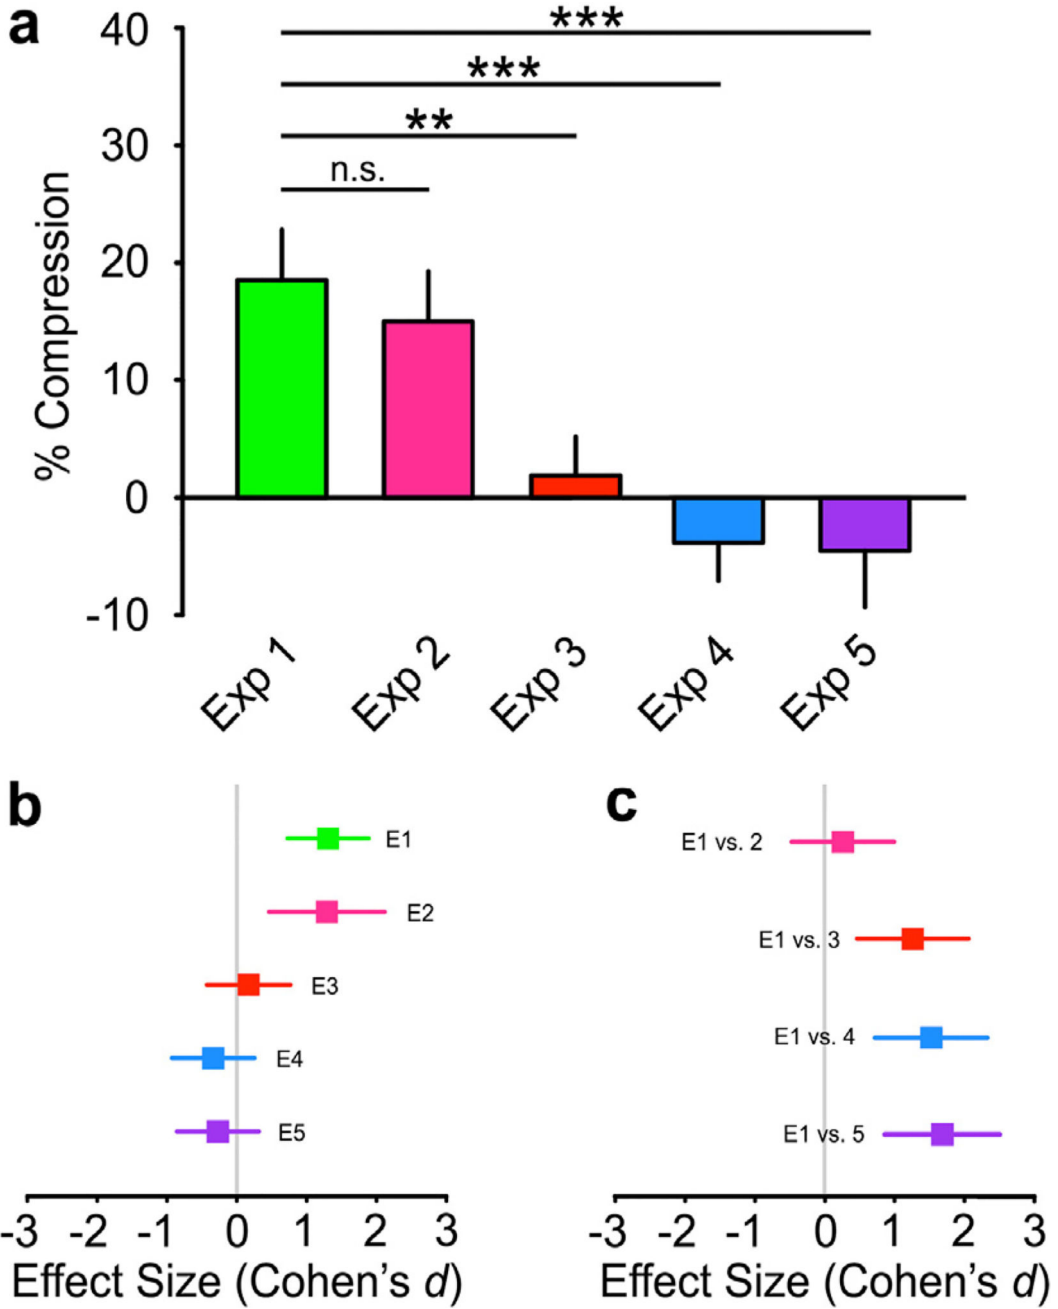 a
40
30
20
10
0
-10
% Compression
***
***
**
n.s.
Exp 1
Exp 2
Exp 3
Exp 4
Exp 5
b
E1
E2
E3
E4
E5
-3 -2 -1 0 1 2 3
Effect Size (Cohen's d)
c
E1 vs. 2
E1 vs. 3
E1 vs. 4
E1 vs. 5
-3 -2 -1 0 1 2 3
Effect Size (Cohen's d)